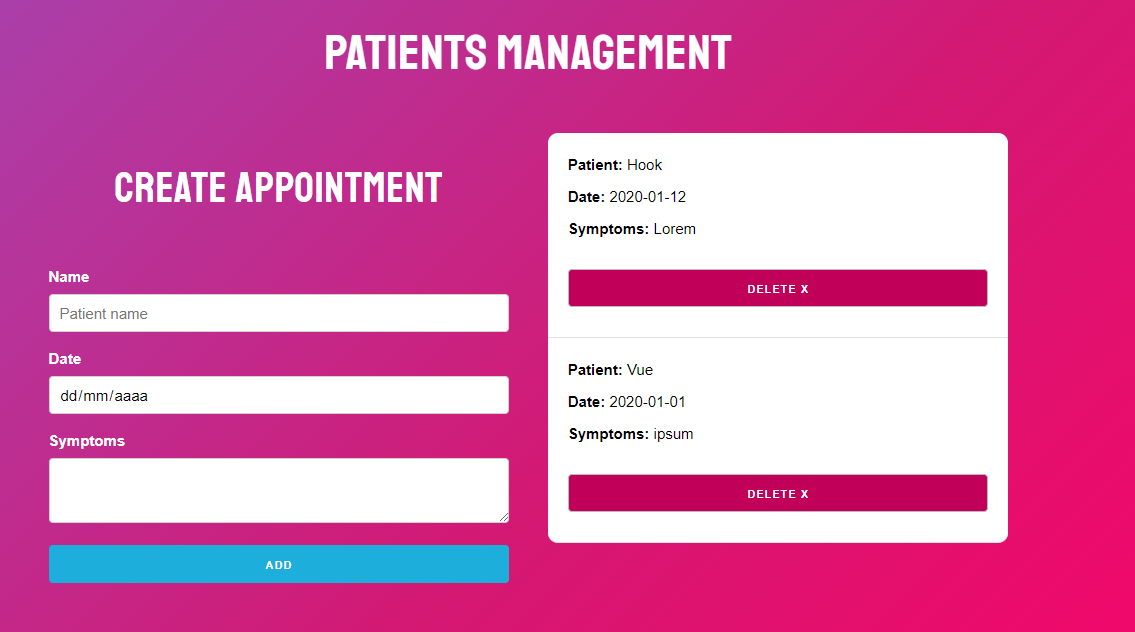 PATIENTS MANAGEMENT
CREATE APPOINTMENT
Name
Patient name
Date
dd/mm/aaaa
Symptoms
ADD
Patient: Hook
Date: 2020-01-12
Symptoms: Lorem
DELETE X
Patient: Vue
Date: 2020-01-01
Symptoms: ipsum
DELETE X